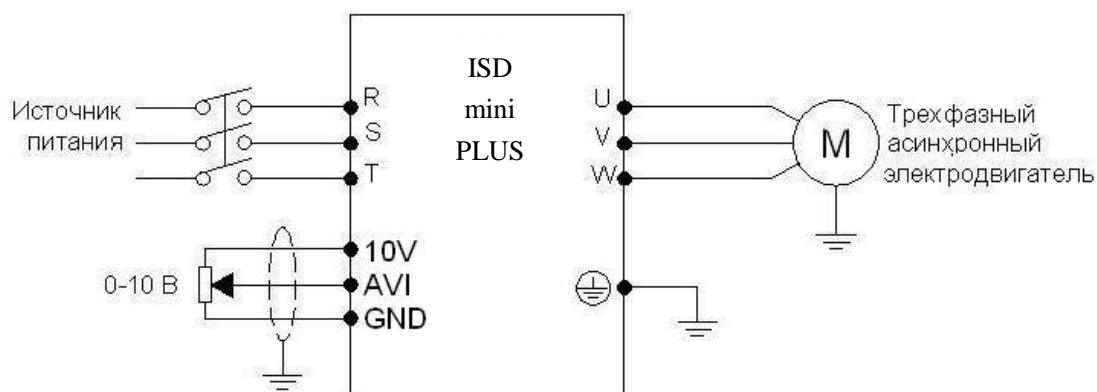 ISD
mini
PLUS
Источник
питания
R
S
T
U
V
W
M
Трехфазный
асинхронный
электродвигатель
0-10 В
10V
AVI
GND